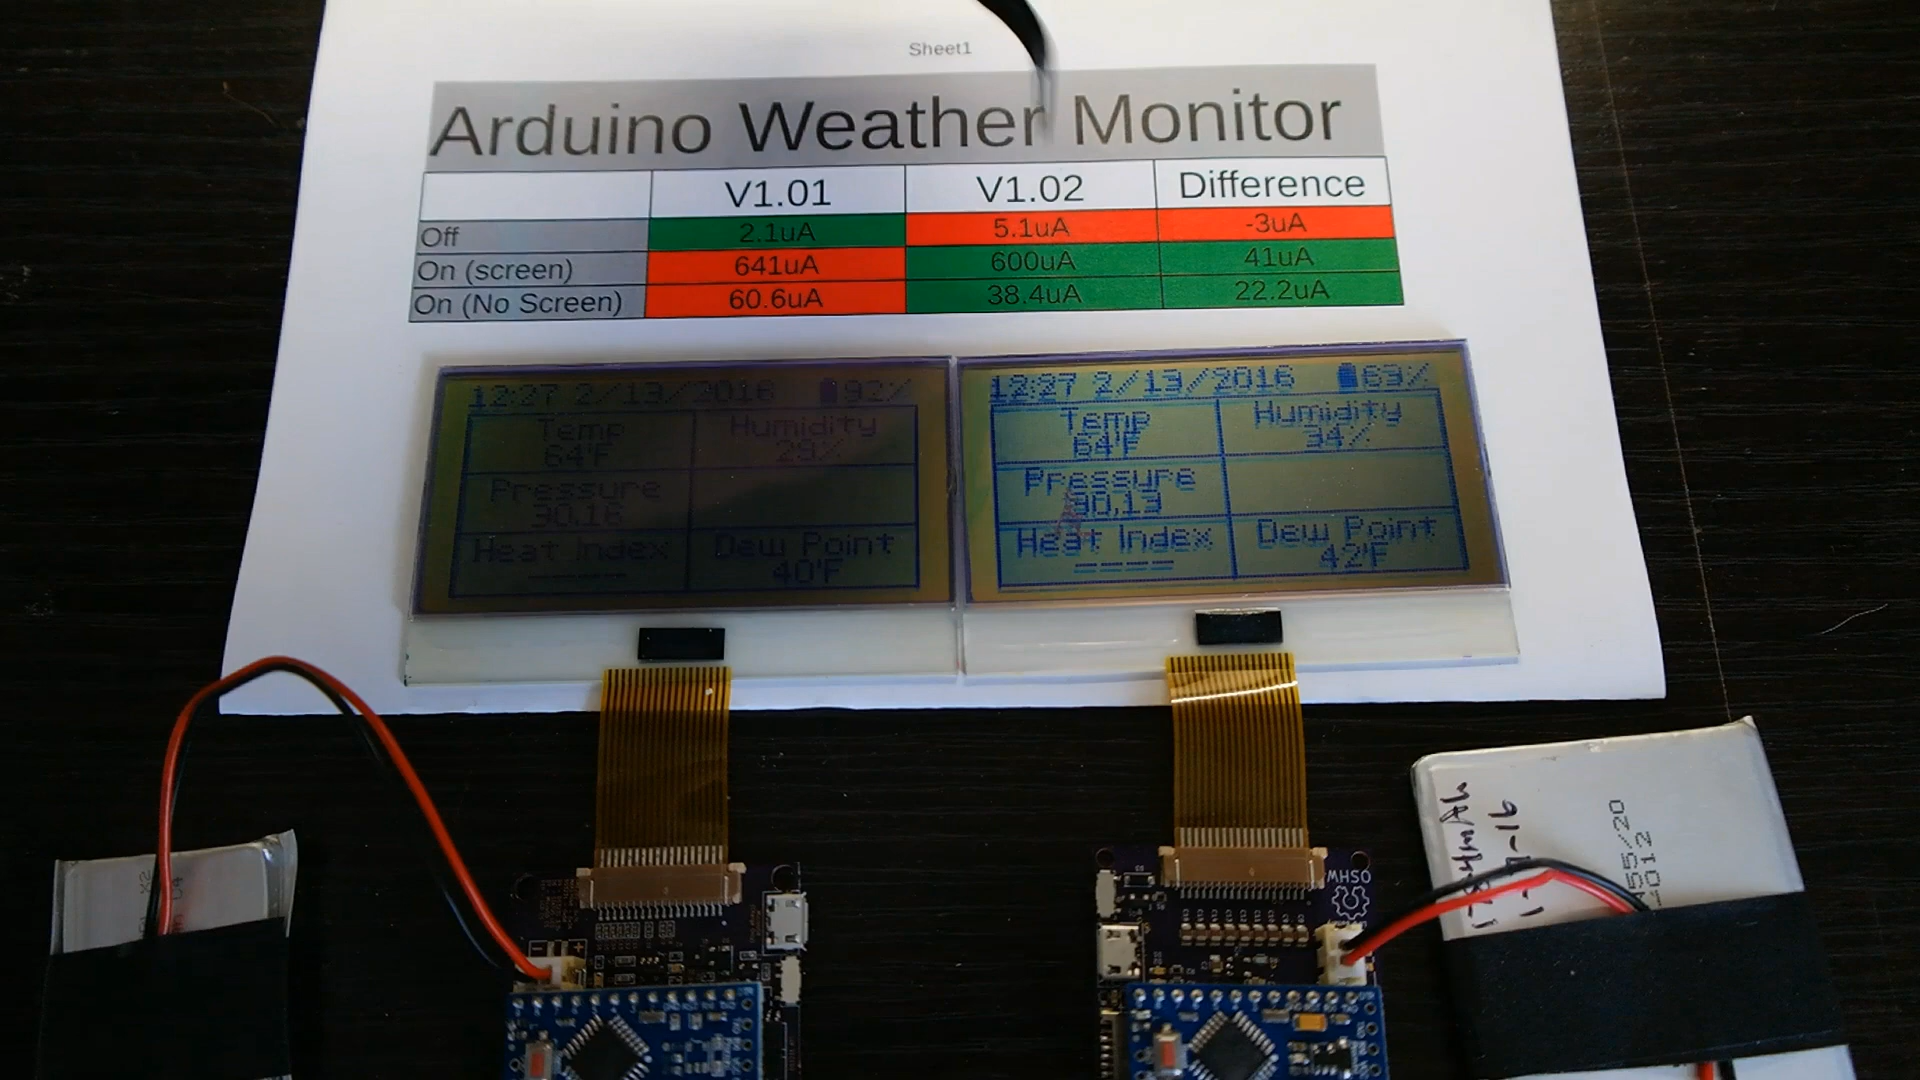 Sheet1
Arduino Weather Monitor
V1.01 V1.02 Difference
Off 2.1uA 5.1uA -3uA
On (screen) 641uA 600uA 41uA
On (No Screen) 60.6uA 38.4uA 22.2uA
12:27 2/13/2016 92%
Temp Humidity
64°F 29%
Pressure
30.16
Heat Index Dew Point
---- 40°F
12:27 2/13/2016 63%
Temp Humidity
64°F 34%
Pressure
30.13
Heat Index Dew Point
---- 42°F
OSHW